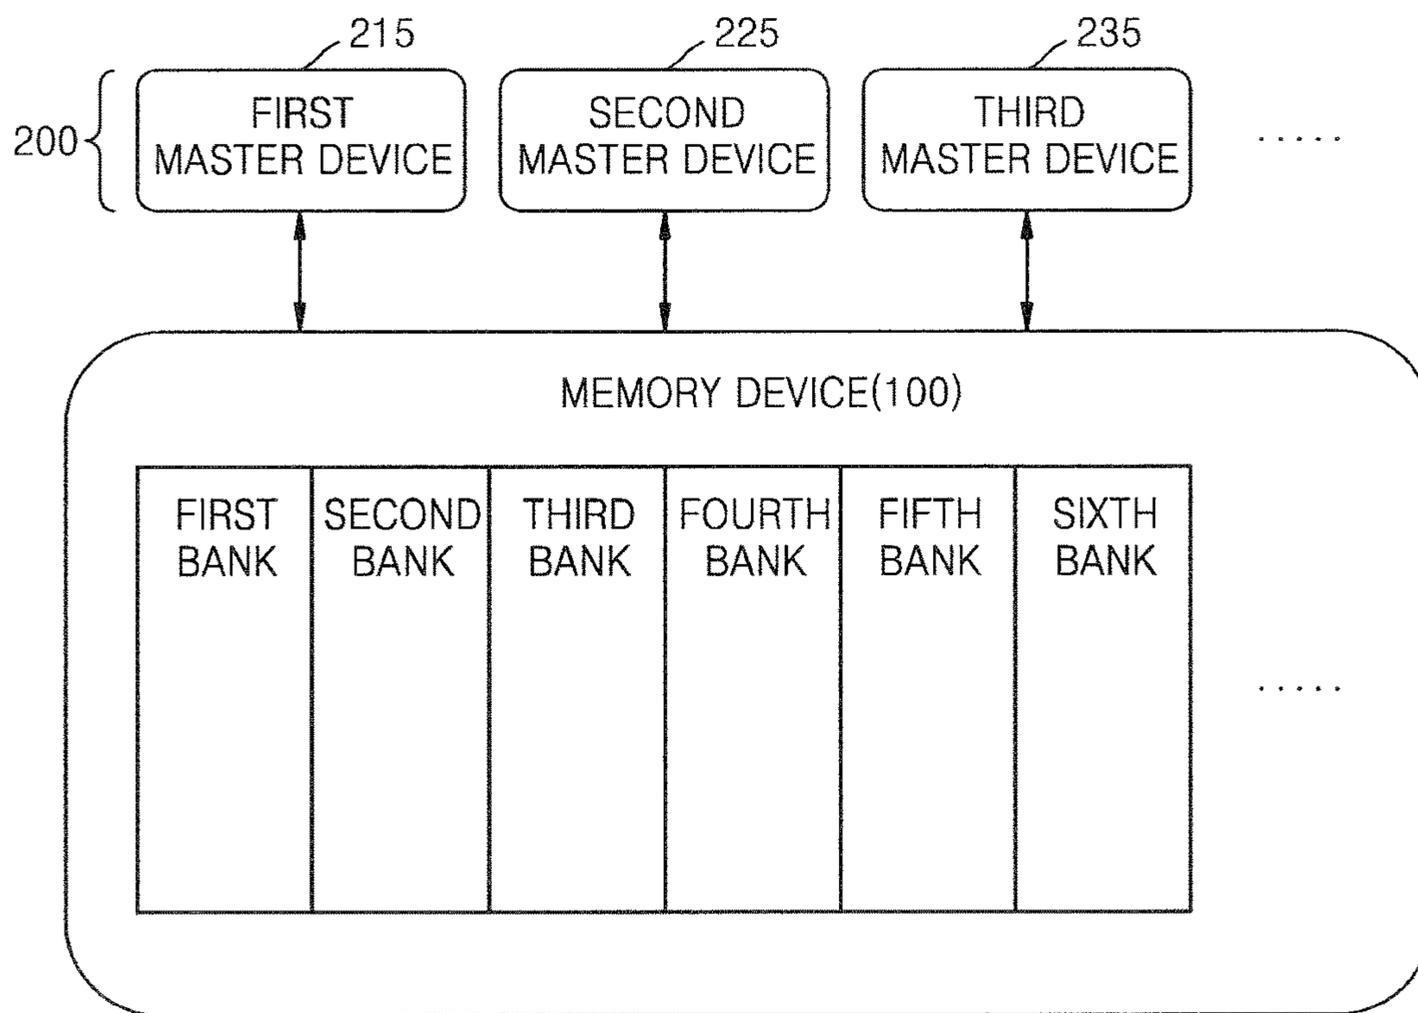 215
225
235
200
FIRST
MASTER DEVICE
SECOND
MASTER DEVICE
THIRD
MASTER DEVICE
.....
MEMORY DEVICE(100)
FIRST
BANK
SECOND
BANK
THIRD
BANK
FOURTH
BANK
FIFTH
BANK
SIXTH
BANK
.....